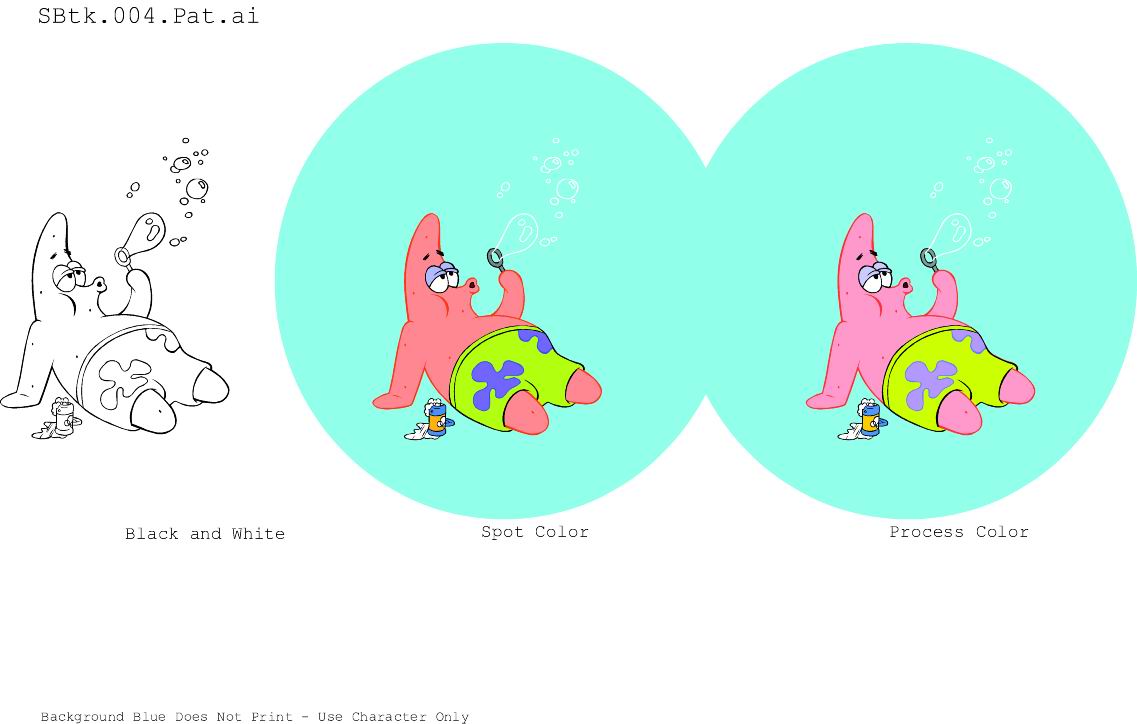 SBtk.004.Pat.ai
Black and White
Spot Color
Process Color
Background Blue Does Not Print - Use Character Only